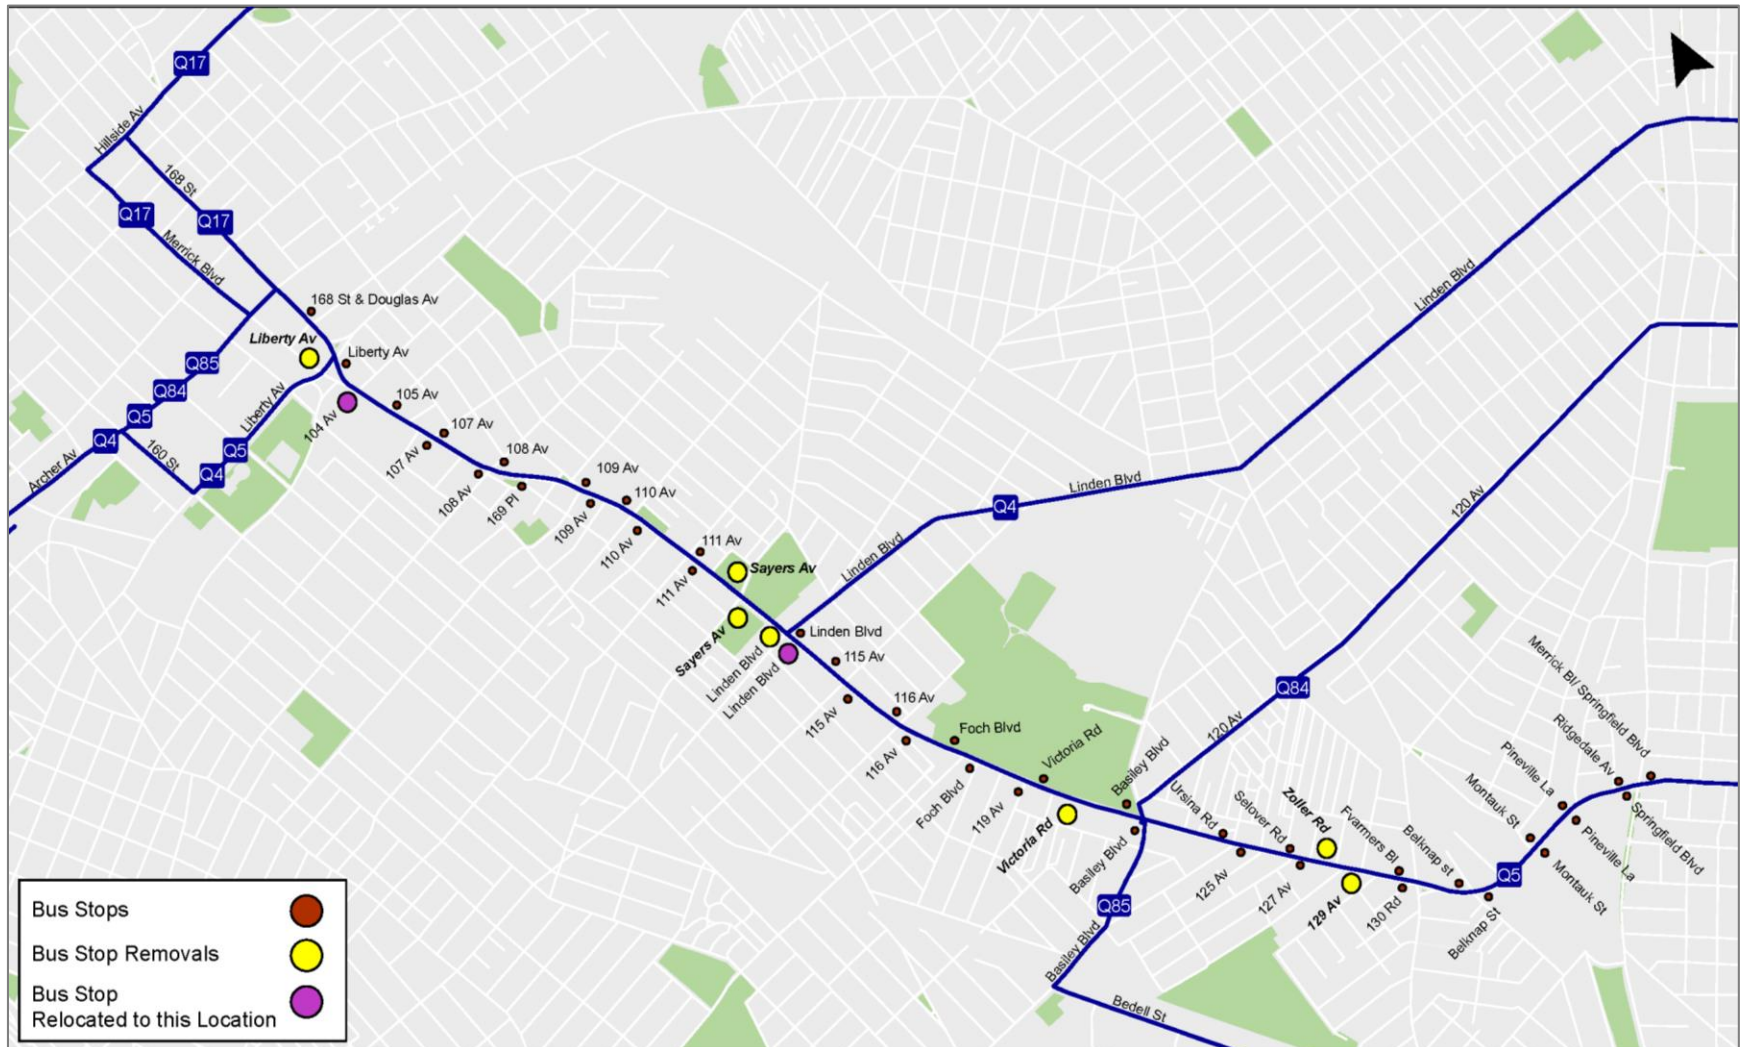 Q17
Hillside Av
168 St
Q17
Q17
Merrick Blvd
168 St & Douglas Av
Liberty Av
Liberty Av
Q85
Q84
Q5
Q4
Archer Av
160 St
Q4
Q5
Liberty Av
104 Av
105 Av
107 Av
107 Av
108 Av
108 Av
169 Pl
109 Av
109 Av
110 Av
110 Av
111 Av
111 Av
Sayers Av
Sayers Av
Linden Blvd
Linden Blvd
Linden Blvd
Linden Blvd
Q4
Linden Blvd
Linden Blvd
115 Av
115 Av
116 Av
116 Av
Foch Blvd
Foch Blvd
Victoria Rd
119 Av
Victoria Rd
Basiley Blvd
Basiley Blvd
120 Av
Q84
120 Av
Q85
Basiley Blvd
Bedell St
Ursina Rd
125 Av
Selover Rd
127 Av
Zoller Rd
129 Av
Fvarmers Bl
130 Rd
Belknap st
Belknap St
Q5
Montauk St
Montauk St
Pineville La
Pineville La
Ridgedale Av
Merrick Bl/ Springfield Blvd
Springfield Blvd
Bus Stops
Bus Stop Removals
Bus Stop
Relocated to this Location